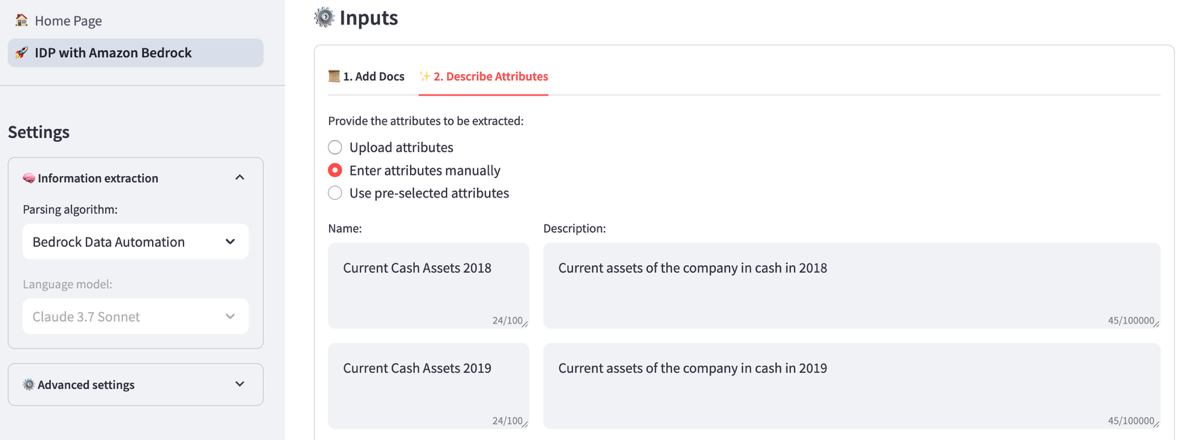 Home Page
IDP with Amazon Bedrock
Settings
Information extraction
Parsing algorithm:
Bedrock Data Automation
Language model:
Claude 3.7 Sonnet
Advanced settings
Inputs
1. Add Docs 2. Describe Attributes
Provide the attributes to be extracted:
Upload attributes
Enter attributes manually
Use pre-selected attributes
Name: Description:
Current Cash Assets 2018 Current assets of the company in cash in 2018
24/100 45/100000
Current Cash Assets 2019 Current assets of the company in cash in 2019
24/100 45/100000